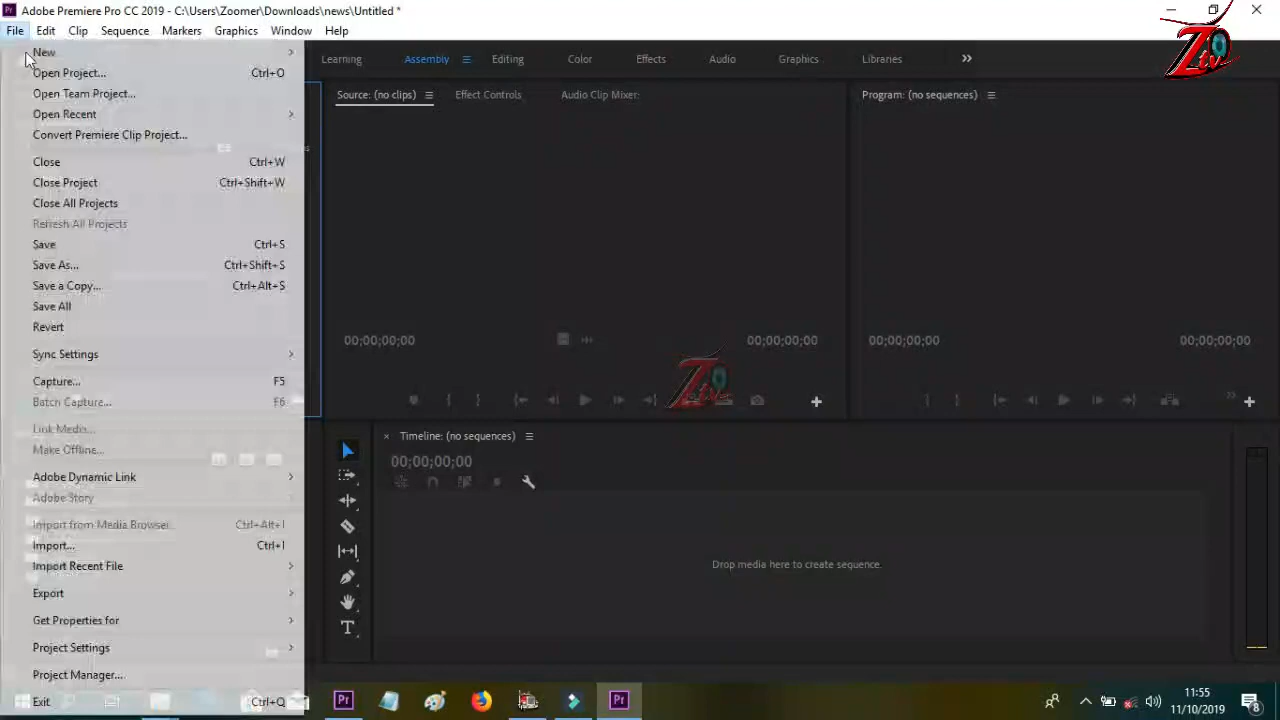 Adobe Premiere Pro CC 2019 - C:\Users\Zoomer\Downloads\news\Untitled *
File Edit Clip Sequence Markers Graphics Window Help
New
Open Project... Ctrl+O
Open Team Project...
Open Recent
Convert Premiere Clip Project...
Close Ctrl+W
Close Project Ctrl+Shift+W
Close All Projects
Refresh All Projects
Save Ctrl+S
Save As... Ctrl+Shift+S
Save a Copy... Ctrl+Alt+S
Save All
Revert
Sync Settings
Capture... F5
Batch Capture... F6
Link Media...
Make Offline...
Adobe Dynamic Link
Adobe Story
Import from Media Browser Ctrl+Alt+I
Import... Ctrl+I
Import Recent File
Export
Get Properties for
Project Settings
Project Manager...
Exit Ctrl+Q
Learning Assembly Editing Color Effects Audio Graphics Libraries
Source: (no clips) Effect Controls Audio Clip Mixer:
00;00;00;00 00;00;00;00
Program: (no sequences)
00;00;00;00 00;00;00;00
Timeline: (no sequences)
00;00;00;00
Drop media here to create sequence.
11:55
11/10/2019
8